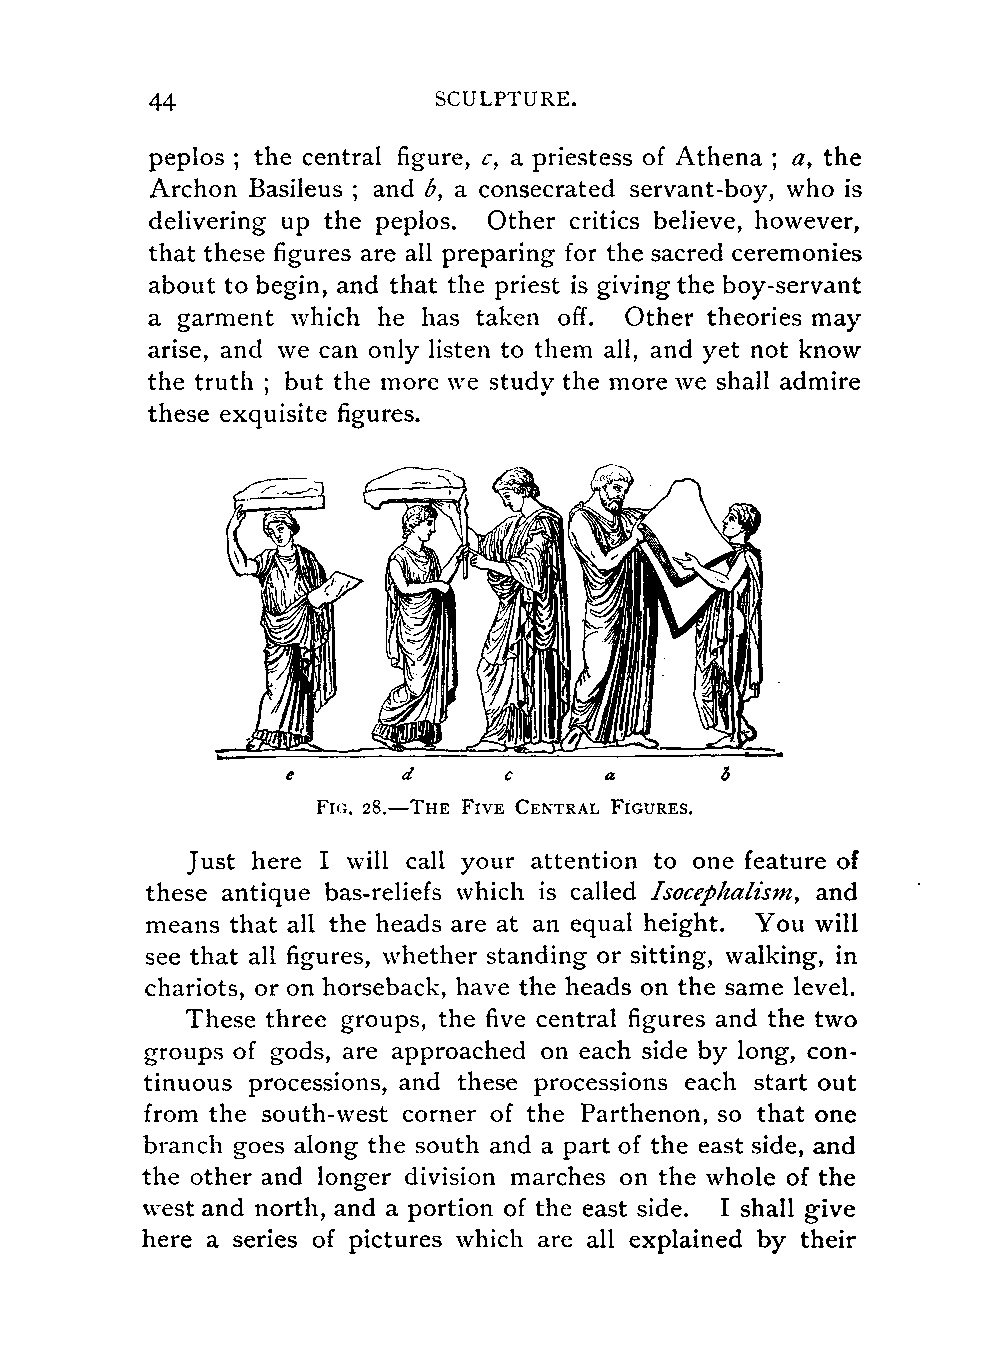 44 SCULPTURE.
peplos ; the central figure, c, a priestess of Athena ; a, the
Archon Basileus ; and b, a consecrated servant-boy, who is
delivering up the peplos. Other critics believe, however,
that these figures are all preparing for the sacred ceremonies
about to begin, and that the priest is giving the boy-servant
a garment which he has taken off. Other theories may
arise, and we can only listen to them all, and yet not know
the truth ; but the more we study the more we shall admire
these exquisite figures.
e d c a b
FIG. 28.—THE FIVE CENTRAL FIGURES.
Just here I will call your attention to one feature of
these antique bas-reliefs which is called Isocephalism, and
means that all the heads are at an equal height. You will
see that all figures, whether standing or sitting, walking, in
chariots, or on horseback, have the heads on the same level.
These three groups, the five central figures and the two
groups of gods, are approached on each side by long, con-
tinuous processions, and these processions each start out
from the south-west corner of the Parthenon, so that one
branch goes along the south and a part of the east side, and
the other and longer division marches on the whole of the
west and north, and a portion of the east side. I shall give
here a series of pictures which are all explained by their